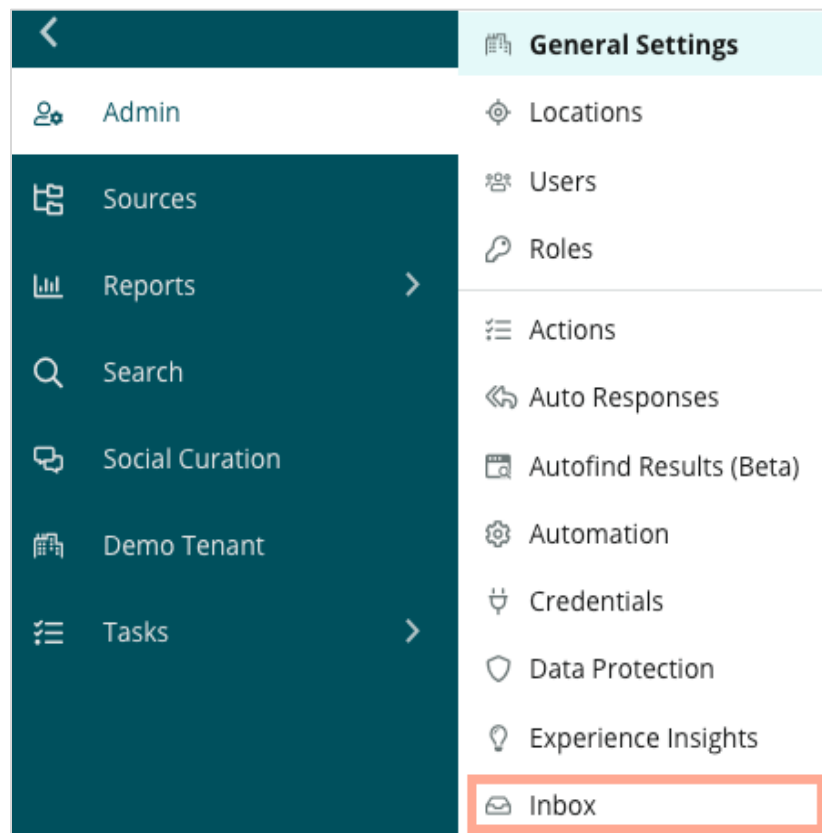 Admin
Sources
Reports
Search
Social Curation
Demo Tenant
Tasks
General Settings
Locations
Users
Roles
Actions
Auto Responses
Autofind Results (Beta)
Automation
Credentials
Data Protection
Experience Insights
Inbox